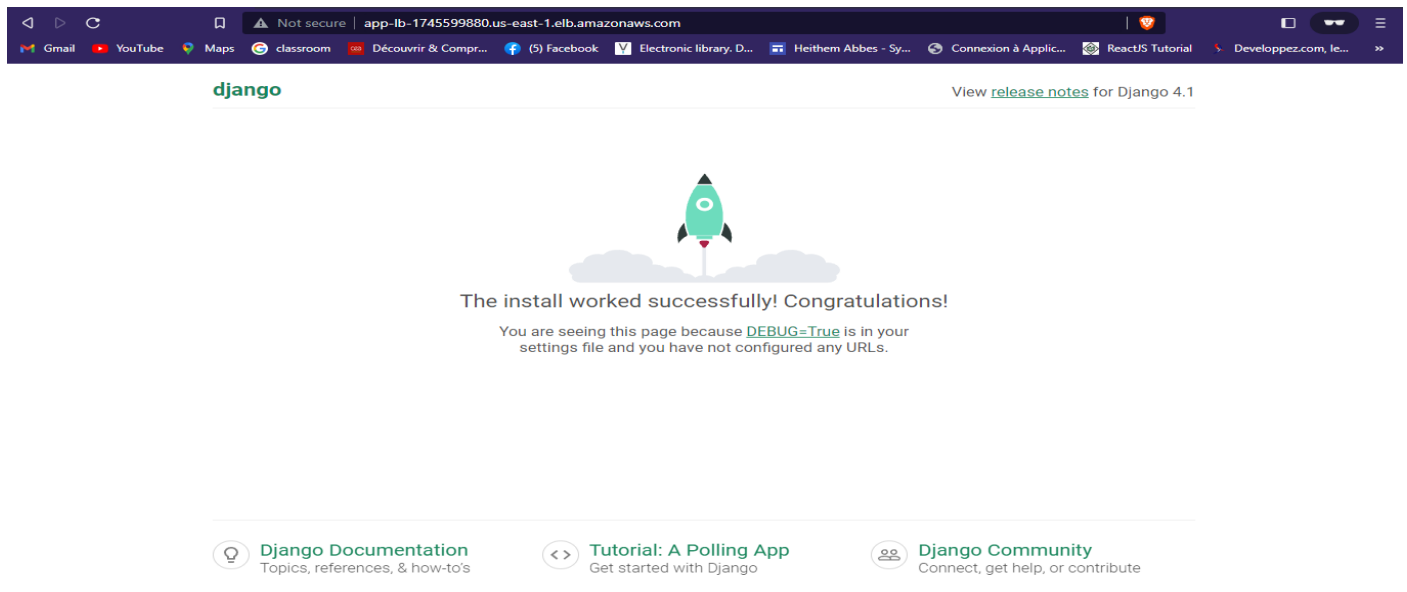 Not secure | app-lb-1745599880.us-east-1.elb.amazonaws.com
Gmail YouTube Maps classroom Découvrir & Compr... (5) Facebook Electronic library. D... Heithem Abbes - Sy... Connexion à Applic... ReactJS Tutorial Developpez.com, le... »
django View release notes for Django 4.1
The install worked successfully! Congratulations!
You are seeing this page because DEBUG=True is in your
settings file and you have not configured any URLs.
Django Documentation Tutorial: A Polling App Django Community
Topics, references, & how-to's Get started with Django Connect, get help, or contribute